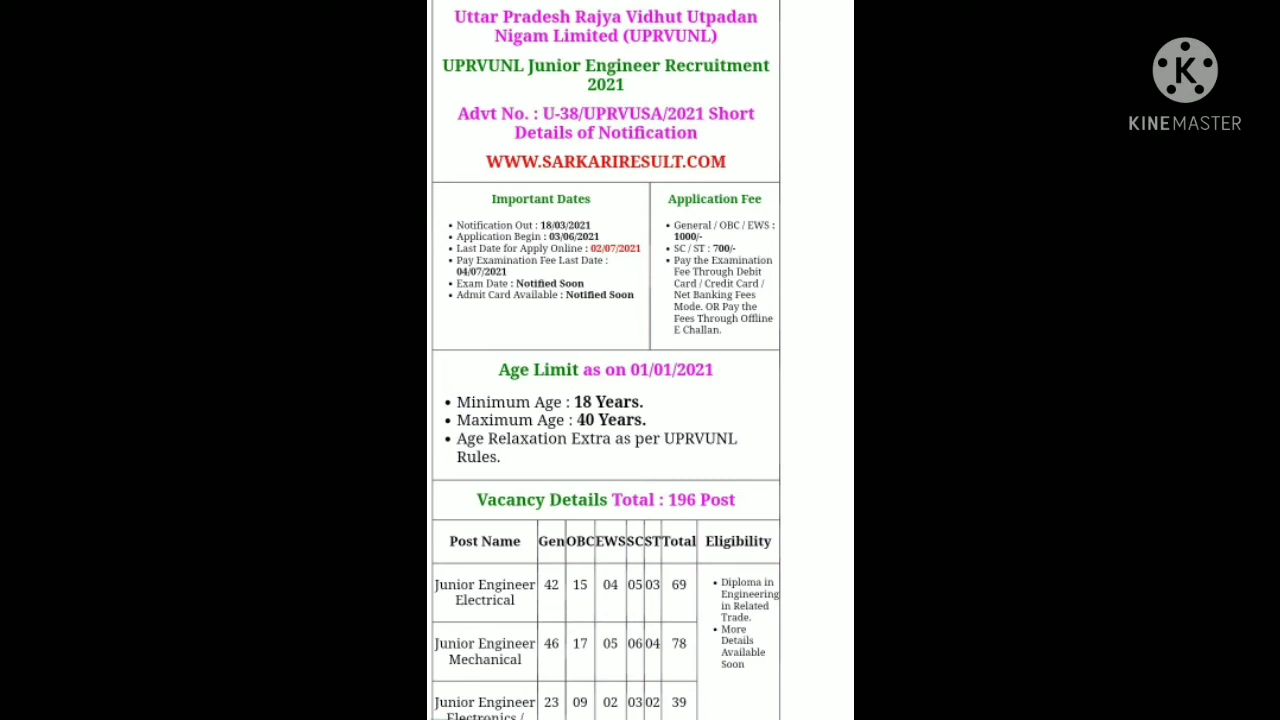 Uttar Pradesh Rajya Vidhut Utpadan
Nigam Limited (UPRVUNL)
UPRVUNL Junior Engineer Recruitment
2021
Advt No. : U-38/UPRVUSA/2021 Short
Details of Notification
WWW.SARKARIRESULT.COM
Important Dates
Notification Out : 18/03/2021
Application Begin : 03/06/2021
Last Date for Apply Online : 02/07/2021
Pay Examination Fee Last Date :
04/07/2021
Exam Date : Notified Soon
Admit Card Available : Notified Soon
Application Fee
General / OBC / EWS :
1000/-
SC / ST : 700/-
Pay the Examination
Fee Through Debit
Card / Credit Card /
Net Banking Fees
Mode. OR Pay the
Fees Through Offline
E Challan.
Age Limit as on 01/01/2021
Minimum Age : 18 Years.
Maximum Age : 40 Years.
Age Relaxation Extra as per UPRVUNL
Rules.
Vacancy Details Total : 196 Post
Post Name Gen OBC EWS SC ST Total Eligibility
Junior Engineer 42 15 04 05 03 69
Electrical
Junior Engineer 46 17 05 06 04 78
Mechanical
Junior Engineer 23 09 02 03 02 39
Electronics /
Diploma in
Engineering
in Related
Trade.
More
Details
Available
Soon
K
KINEMASTER